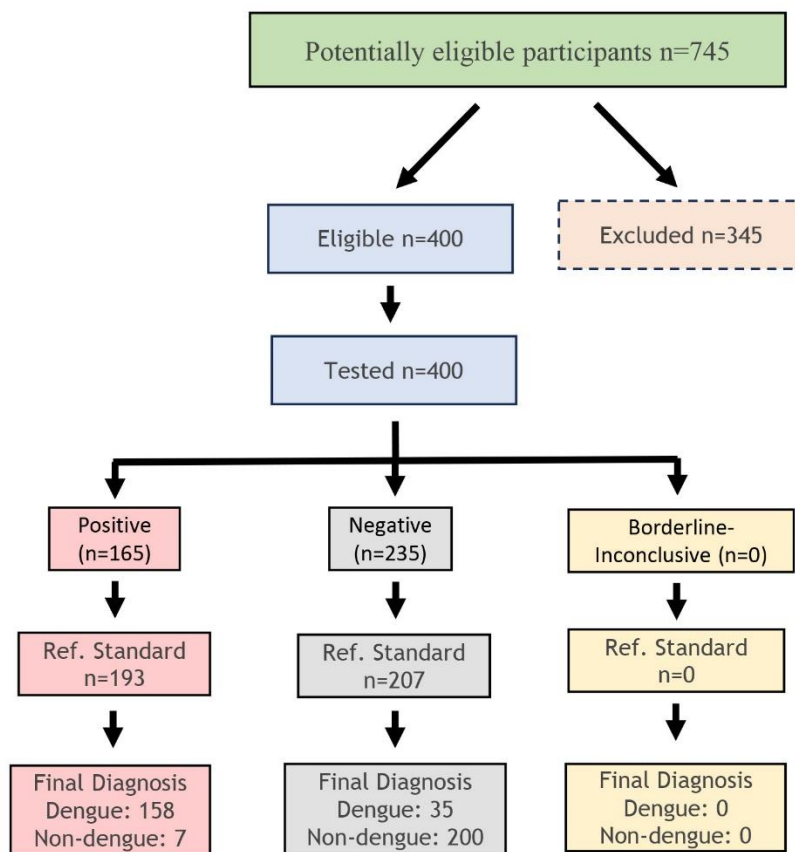 Potentially eligible participants n=745
Eligible n=400
Excluded n=345
Tested n=400
Positive
(n=165)
Negative
(n=235)
Borderline-
Inconclusive (n=0)
Ref. Standard
n=193
Ref. Standard
n=207
Ref. Standard
n=0
Final Diagnosis
Dengue: 158
Non-dengue: 7
Final Diagnosis
Dengue: 35
Non-dengue: 200
Final Diagnosis
Dengue: 0
Non-dengue: 0